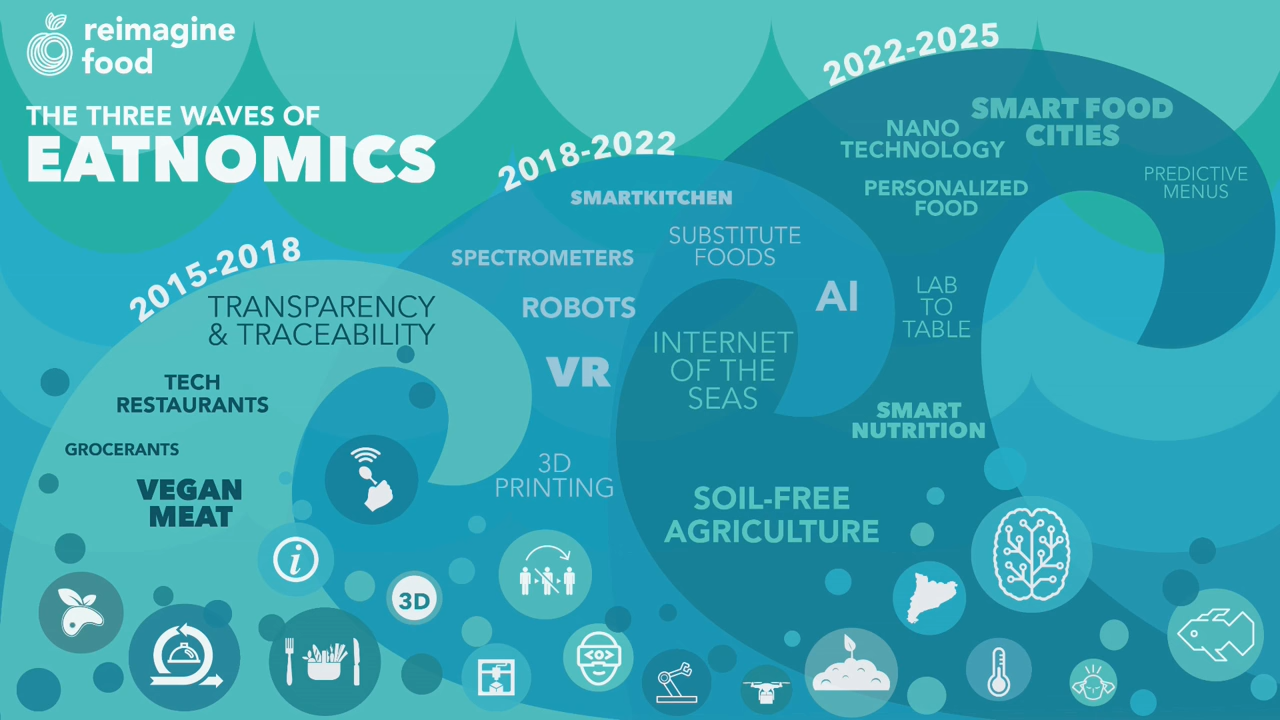 reimagine
food
THE THREE WAVES OF
EATNOMICS
2015-2018
TRANSPARENCY
& TRACEABILITY
TECH
RESTAURANTS
GROCERANTS
VEGAN
MEAT
2018-2022
SMARTKITCHEN
SPECTROMETERS
SUBSTITUTE
FOODS
ROBOTS
AI
VR
INTERNET
OF THE
SEAS
3D
PRINTING
2022-2025
SMART FOOD
CITIES
NANO
TECHNOLOGY
PREDICTIVE
MENUS
PERSONALIZED
FOOD
LAB
TO
TABLE
SMART
NUTRITION
SOIL-FREE
AGRICULTURE
i
3D